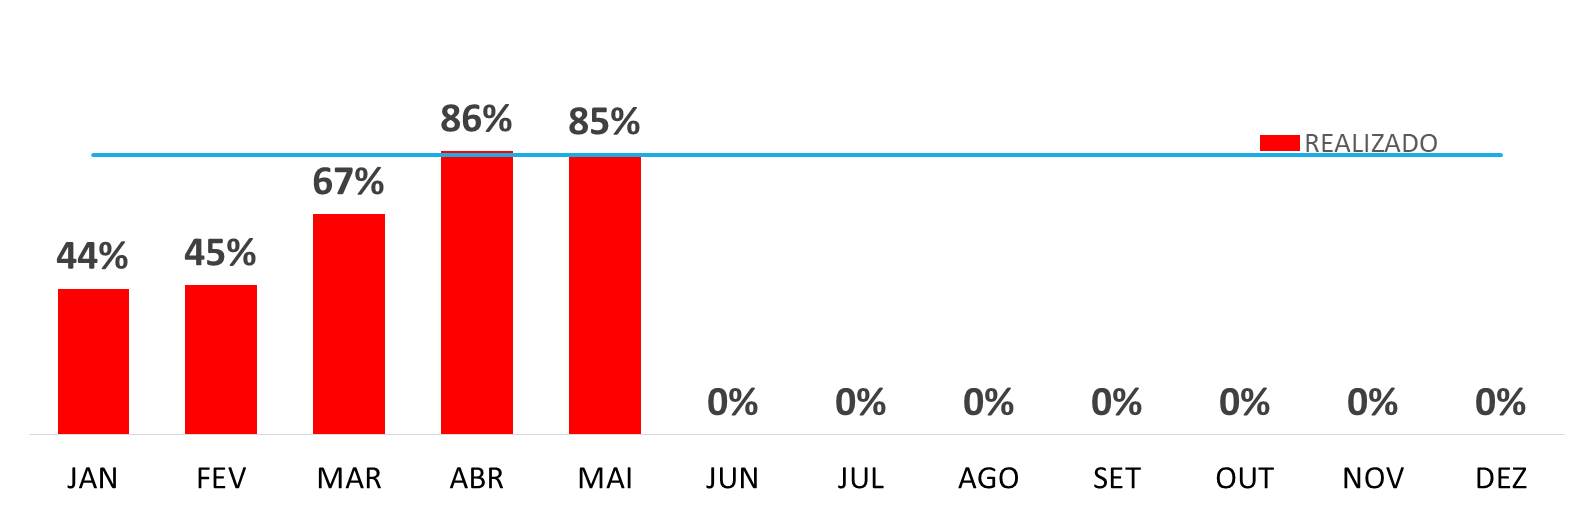 86%
85%
REALIZADO
67%
44%
45%
0% 0% 0% 0% 0% 0% 0%
JAN FEV MAR ABR MAI JUN JUL AGO SET OUT NOV DEZ